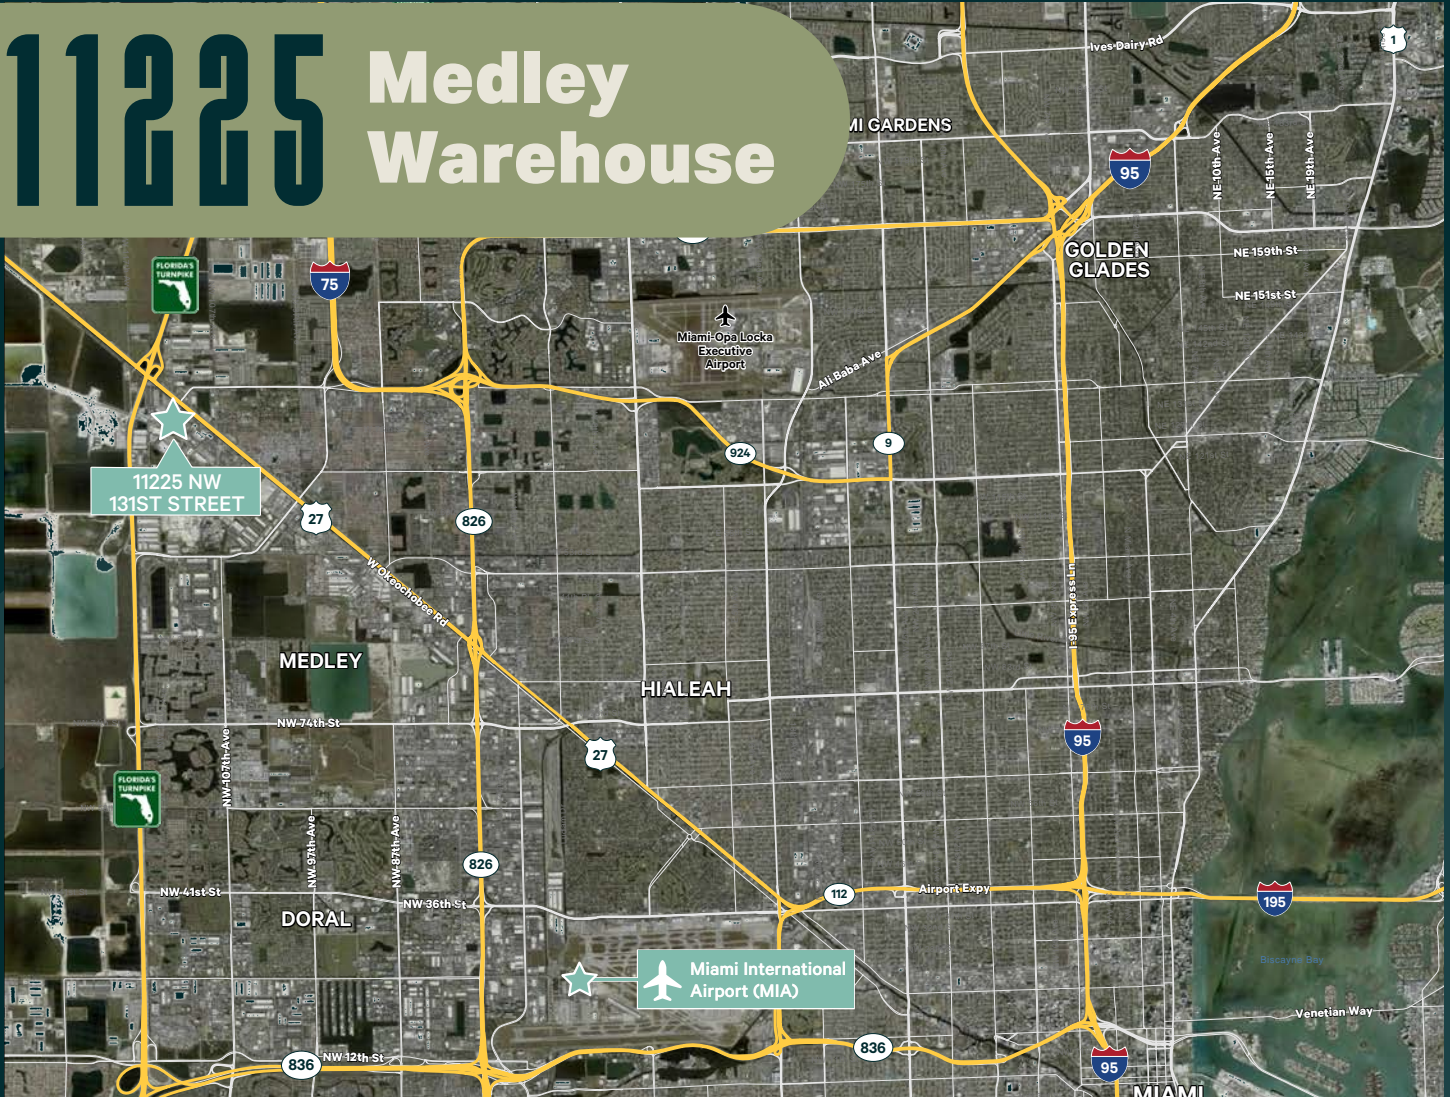 11225
Medley
Warehouse
Ives Dairy Rd
1
MI GARDENS
95
NE 10th Ave
NE 15th Ave
NE 19th Ave
GOLDEN
GLADES
NE 159th St
NE 151st St
FLORIDA'S
TURNPIKE
75
Miami-Opa Locka
Executive
Airport
Ali Baba Ave
924
9
11225 NW
131ST STREET
27
826
W Okeechobee Rd
I-95 Express Ln
MEDLEY
HIALEAH
NW 74th St
NW 107th Ave
27
95
FLORIDA'S
TURNPIKE
NW 97th Ave
NW 87th Ave
826
NW 41st St
NW 36th St
112
Airport Expy
195
DORAL
Miami International
Airport (MIA)
Biscayne Bay
Venetian Way
836
NW 12th St
836
95
MIAMI